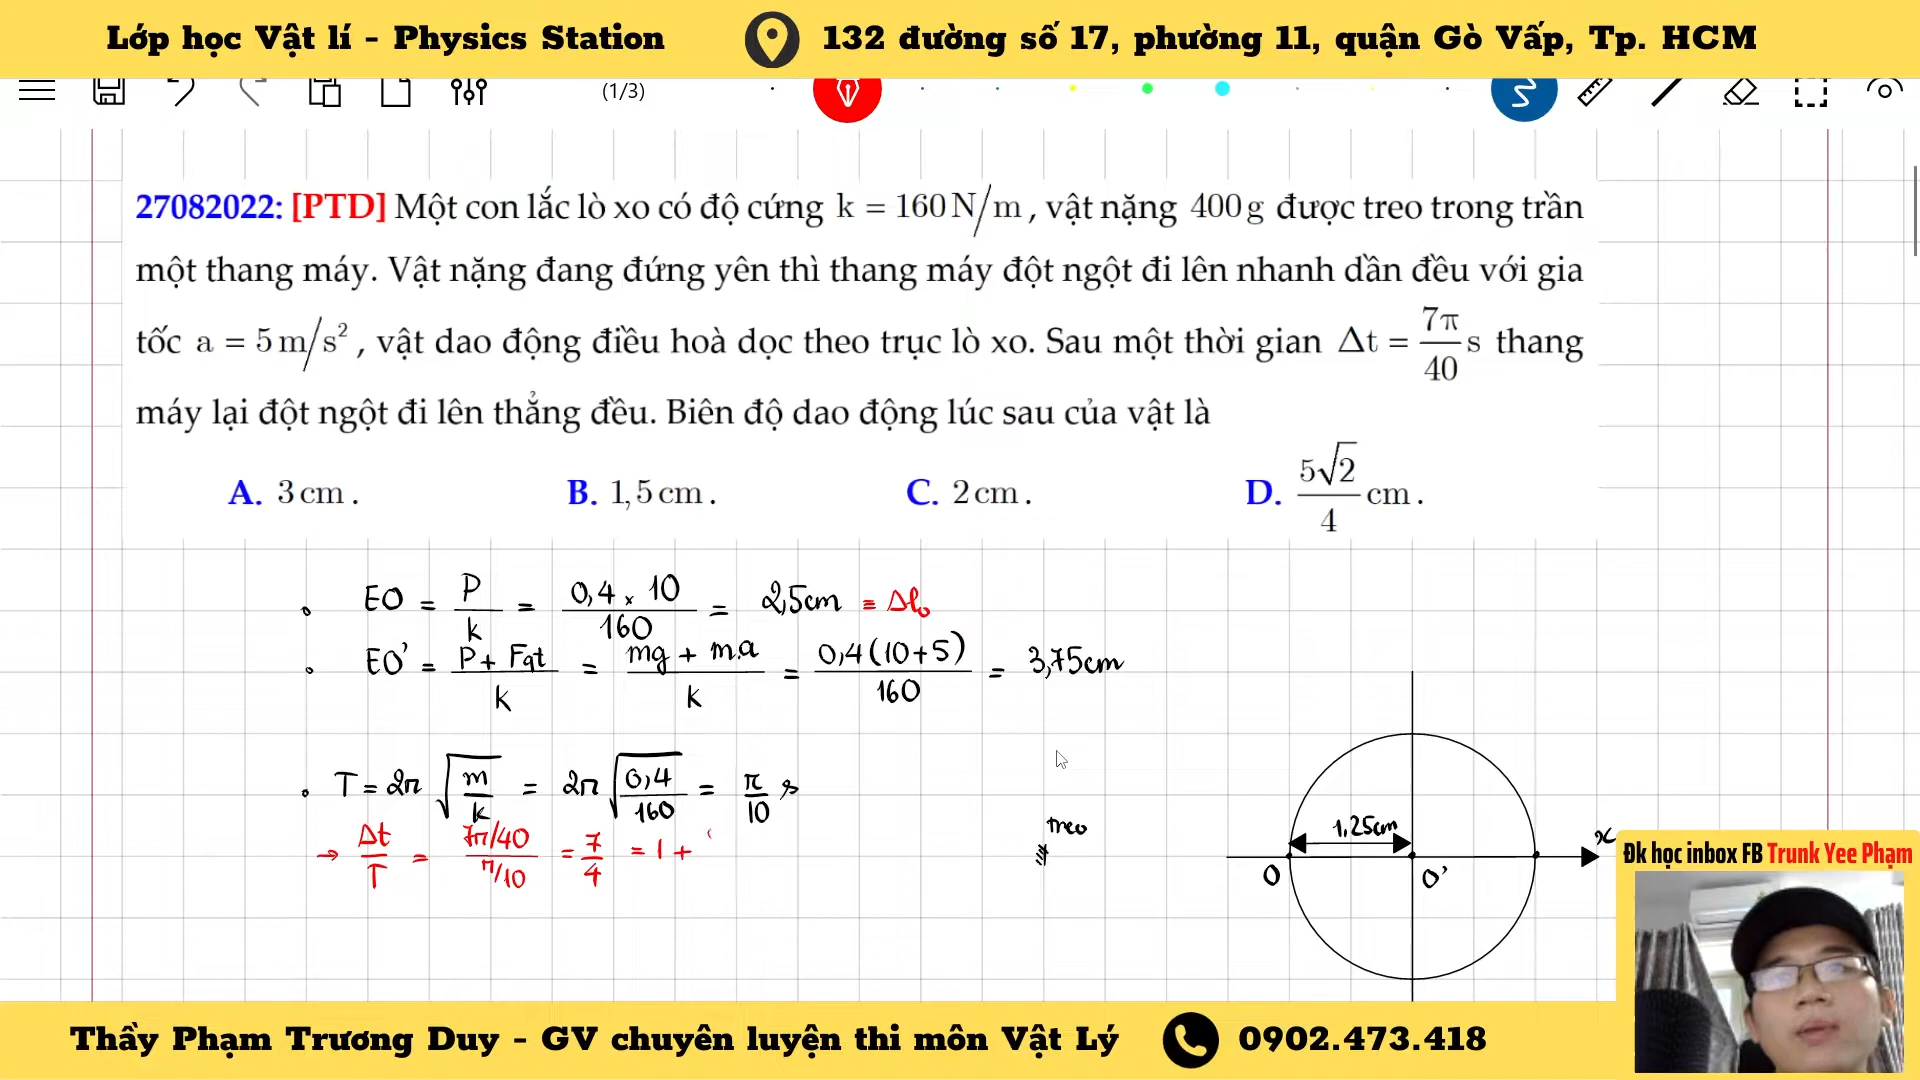 Lớp học Vật lí - Physics Station
132 đường số 17, phường 11, quận Gò Vấp, Tp. HCM
(1/3)
27082022: [PTD] Một con lắc lò xo có độ cứng k = 160 N/m, vật nặng 400 g được treo trong trần
một thang máy. Vật nặng đang đứng yên thì thang máy đột ngột đi lên nhanh dần đều với gia
tốc a = 5 m/s², vật dao động điều hoà dọc theo trục lò xo. Sau một thời gian Δt = 7π/40 s thang
máy lại đột ngột đi lên thẳng đều. Biên độ dao động lúc sau của vật là
A. 3 cm. B. 1,5 cm. C. 2 cm. D. 5√2/4 cm.
• EO = P/k = 0,4 × 10/160 = 2,5cm = Δl₀
• EO' = P + Fqt/k = mg + m.a/k = 0,4(10+5)/160 = 3,75cm
• T = 2π √(m/k) = 2π √(0,4/160) = π/10 s
→ Δt/T = 7π/40/π/10 = 7/4 = 1 +
treo
1,25cm
x
O
O'
Đk học inbox FB Trunk Yee Phạm
Thầy Phạm Trương Duy - GV chuyên luyện thi môn Vật Lý
0902.473.418